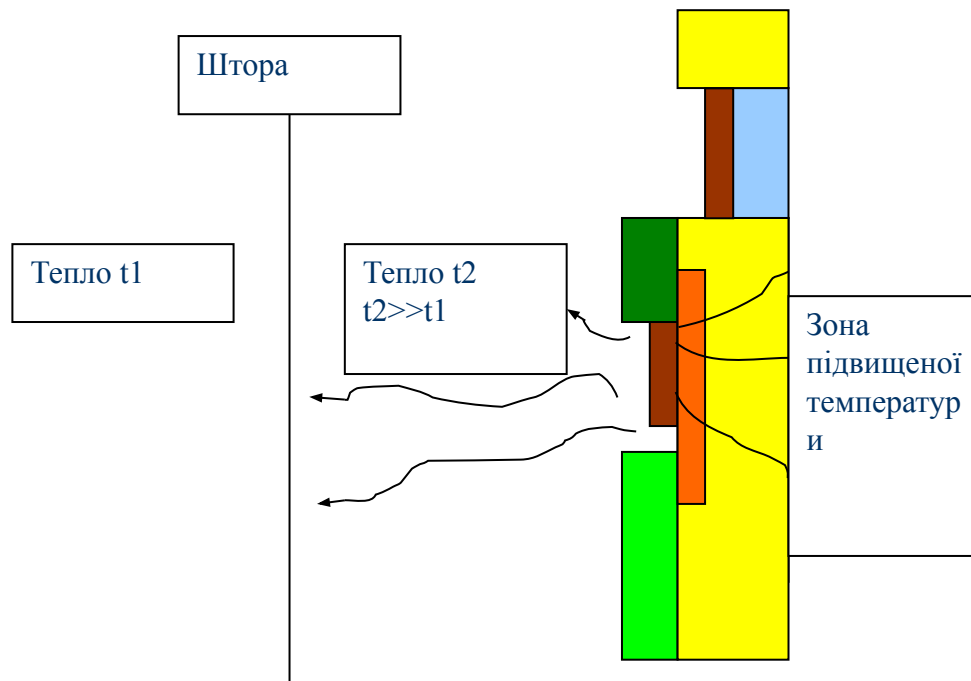 Штора
Тепло t1
Тепло t2
t2>>t1
Зона
підвищеної
температур
и